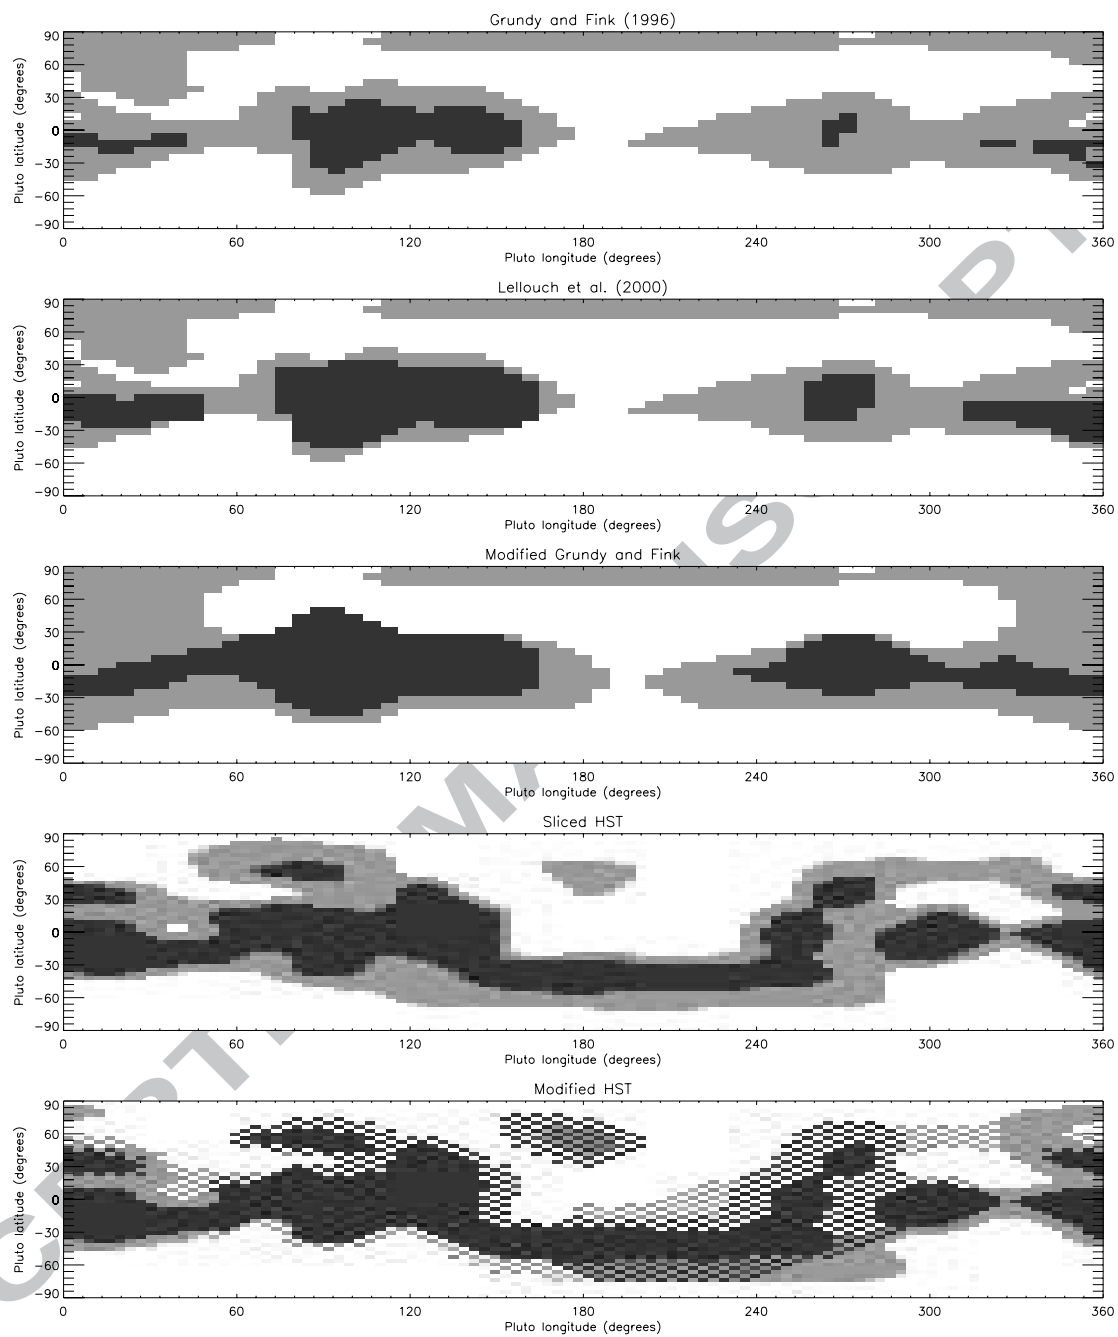 Grundy and Fink (1996)
Pluto latitude (degrees)
90
60
30
0
−30
−60
−90
0 60 120 180 240 300 360
Pluto longitude (degrees)
Lellouch et al. (2000)
Pluto latitude (degrees)
90
60
30
0
−30
−60
−90
0 60 120 180 240 300 360
Pluto longitude (degrees)
Modified Grundy and Fink
Pluto latitude (degrees)
90
60
30
0
−30
−60
−90
0 60 120 180 240 300 360
Pluto longitude (degrees)
Sliced HST
Pluto latitude (degrees)
90
60
30
0
−30
−60
−90
0 60 120 180 240 300 360
Pluto longitude (degrees)
Modified HST
Pluto latitude (degrees)
90
60
30
0
−30
−60
−90
0 60 120 180 240 300 360
Pluto longitude (degrees)